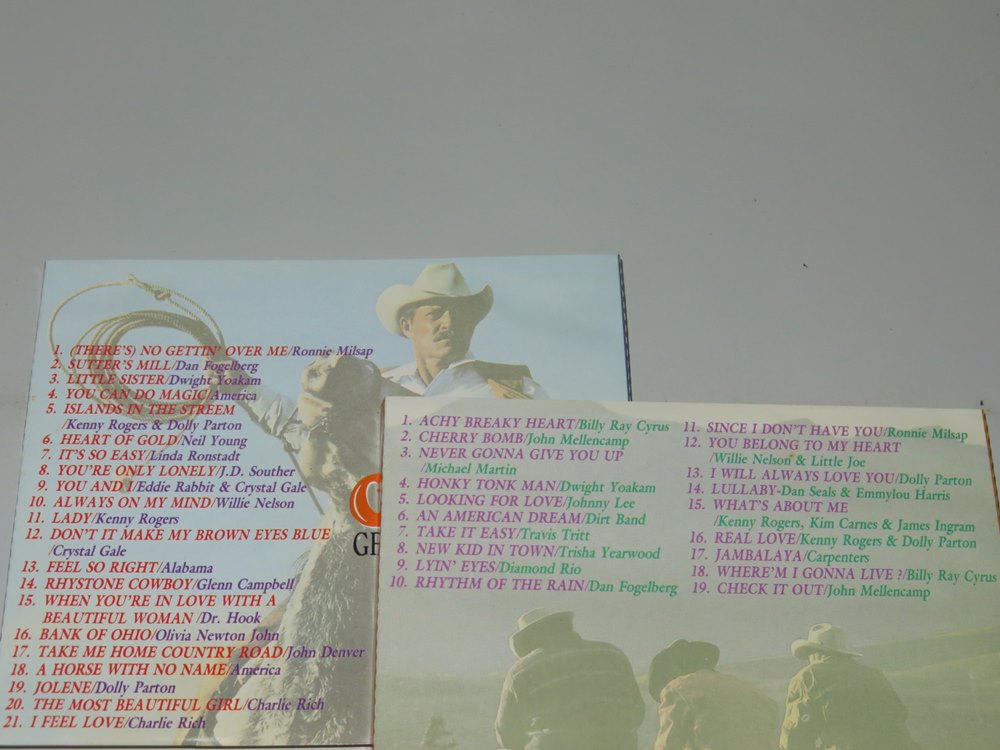 1. (THERE'S) NO GETTIN' OVER ME/Ronnie Milsap
2. SUTTER'S MILL/Dan Fogelberg
3. LITTLE SISTER/Dwight Yoakam
4. YOU CAN DO MAGIC/America
5. ISLANDS IN THE STREEM
/Kenny Rogers & Dolly Parton
6. HEART OF GOLD/Neil Young
7. IT'S SO EASY/Linda Ronstadt
8. YOU'RE ONLY LONELY/J.D. Souther
9. YOU AND I/Eddie Rabbit & Crystal Gale
10. ALWAYS ON MY MIND/Willie Nelson
11. LADY/Kenny Rogers
12. DON'T IT MAKE MY BROWN EYES BLUE
/Crystal Gale
13. FEEL SO RIGHT/Alabama
14. RHYSTONE COWBOY/Glenn Campbell
15. WHEN YOU'RE IN LOVE WITH A
BEAUTIFUL WOMAN /Dr. Hook
16. BANK OF OHIO/Olivia Newton John
17. TAKE ME HOME COUNTRY ROAD/John Denver
18. A HORSE WITH NO NAME/America
19. JOLENE/Dolly Parton
20. THE MOST BEAUTIFUL GIRL/Charlie Rich
21. I FEEL LOVE/Charlie Rich
1. ACHY BREAKY HEART/Billy Ray Cyrus
2. CHERRY BOMB/John Mellencamp
3. NEVER GONNA GIVE YOU UP
/Michael Martin
4. HONKY TONK MAN/Dwight Yoakam
5. LOOKING FOR LOVE/Johnny Lee
6. AN AMERICAN DREAM/Dirt Band
7. TAKE IT EASY/Travis Tritt
8. NEW KID IN TOWN/Trisha Yearwood
9. LYIN' EYES/Diamond Rio
10. RHYTHM OF THE RAIN/Dan Fogelberg
11. SINCE I DON'T HAVE YOU/Ronnie Milsap
12. YOU BELONG TO MY HEART
/Willie Nelson & Little Joe
13. I WILL ALWAYS LOVE YOU/Dolly Parton
14. LULLABY-Dan Seals & Emmylou Harris
15. WHAT'S ABOUT ME
/Kenny Rogers, Kim Carnes & James Ingram
16. REAL LOVE/Kenny Rogers & Dolly Parton
17. JAMBALAYA/Carpenters
18. WHERE'M I GONNA LIVE ?/Billy Ray Cyrus
19. CHECK IT OUT/John Mellencamp